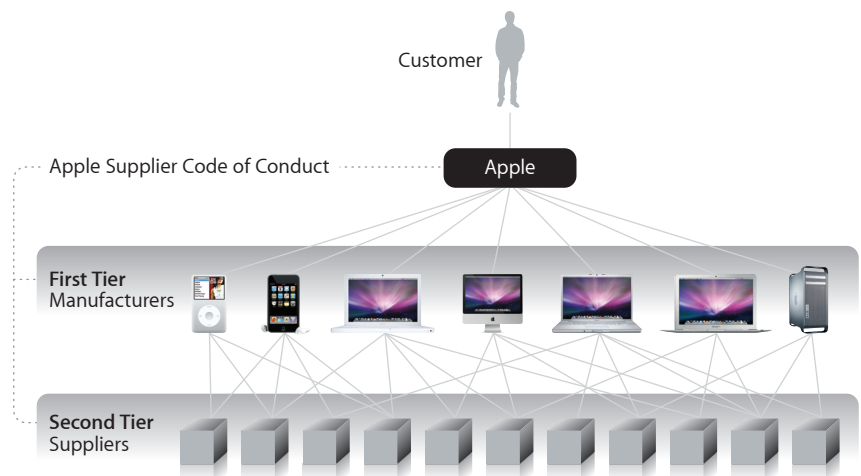 Customer
Apple Supplier Code of Conduct
Apple
First Tier
Manufacturers
Second Tier
Suppliers